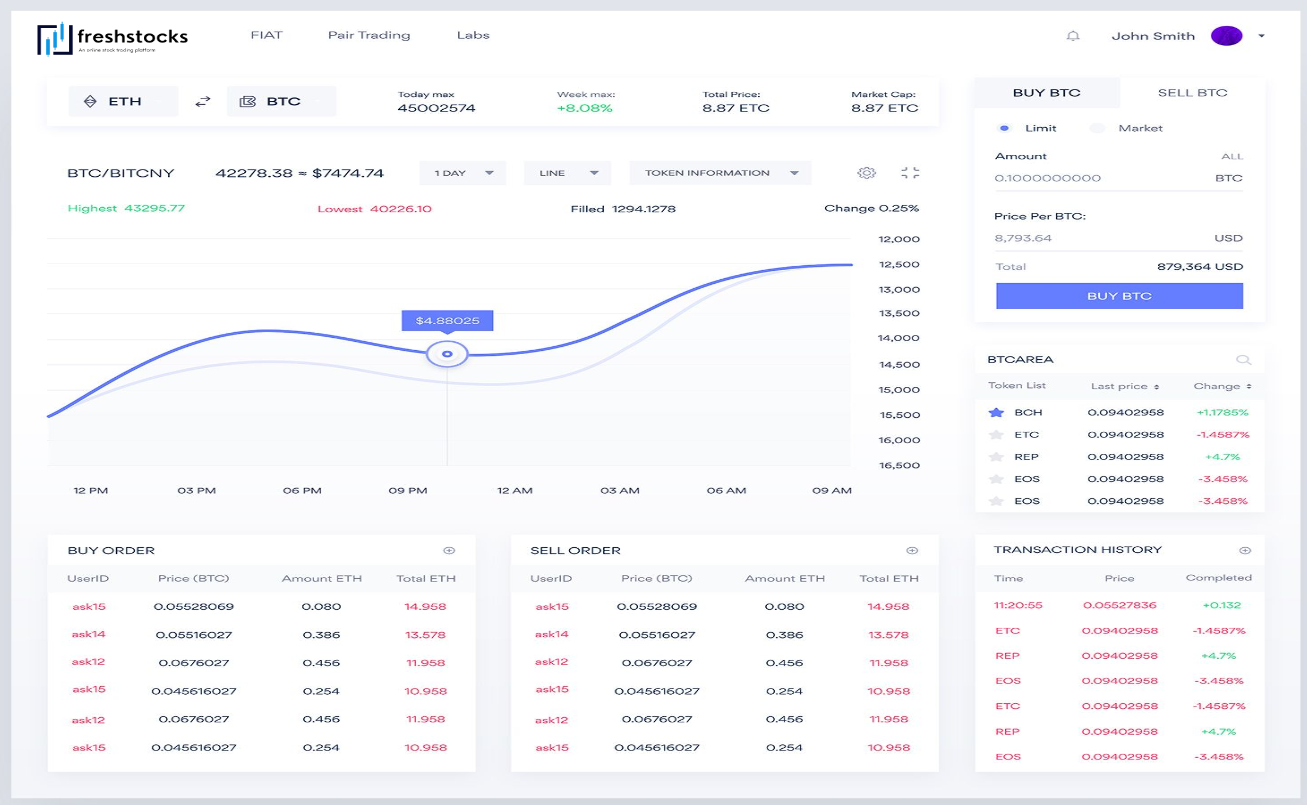 freshstocks
An online stock trading platform
FIAT Pair Trading Labs
John Smith
ETH BTC
Today max
45002574
Week max:
+8.08%
Total Price:
8.87 ETC
Market Cap:
8.87 ETC
BTC/BITCNY 42278.38 ≈ $7474.74 1 DAY LINE TOKEN INFORMATION
Highest 43295.77 Lowest 40226.10 Filled 1294.1278 Change 0.25%
$4.88025
12,000
12,500
13,000
13,500
14,000
14,500
15,000
15,500
16,000
16,500
12 PM 03 PM 06 PM 09 PM 12 AM 03 AM 06 AM 09 AM
BUY BTC SELL BTC
Limit Market
Amount ALL
0.1000000000 BTC
Price Per BTC:
8,793.64 USD
Total 879,364 USD
BUY BTC
BTCAREA
Token List Last price Change
BCH 0.09402958 +1.1785%
ETC 0.09402958 -1.4587%
REP 0.09402958 +4.7%
EOS 0.09402958 -3.458%
EOS 0.09402958 -3.458%
BUY ORDER
UserID Price (BTC) Amount ETH Total ETH
ask15 0.05528069 0.080 14.958
ask14 0.05516027 0.386 13.578
ask12 0.0676027 0.456 11.958
ask15 0.045616027 0.254 10.958
ask12 0.0676027 0.456 11.958
ask15 0.045616027 0.254 10.958
SELL ORDER
UserID Price (BTC) Amount ETH Total ETH
ask15 0.05528069 0.080 14.958
ask14 0.05516027 0.386 13.578
ask12 0.0676027 0.456 11.958
ask15 0.045616027 0.254 10.958
ask12 0.0676027 0.456 11.958
ask15 0.045616027 0.254 10.958
TRANSACTION HISTORY
Time Price Completed
11:20:55 0.05527836 +0.132
ETC 0.09402958 -1.4587%
REP 0.09402958 +4.7%
EOS 0.09402958 -3.458%
ETC 0.09402958 -1.4587%
REP 0.09402958 +4.7%
EOS 0.09402958 -3.458%